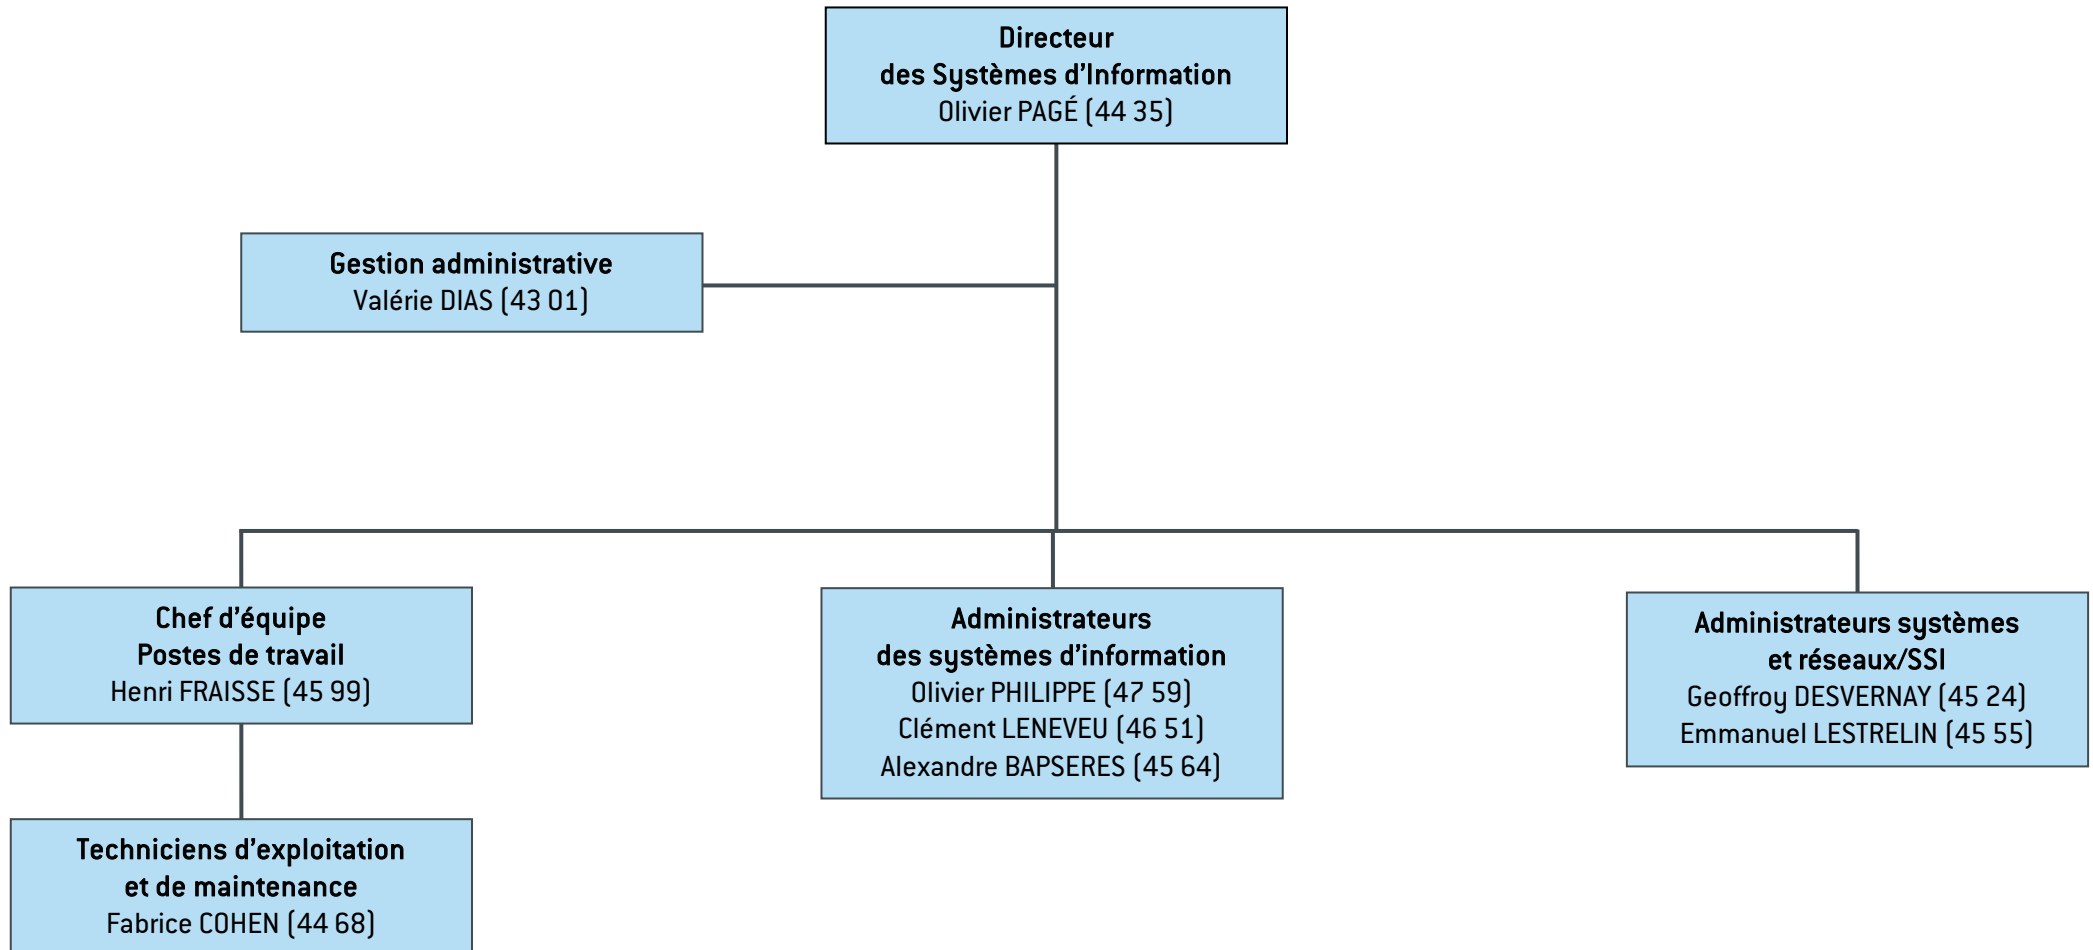 Directeur
des Systèmes d'Information
Olivier PAGÉ (44 35)
Gestion administrative
Valérie DIAS (43 01)
Chef d'équipe
Postes de travail
Henri FRAISSE (45 99)
Administrateurs
des systèmes d'information
Olivier PHILIPPE (47 59)
Clément LENEVEU (46 51)
Alexandre BAPSERES (45 64)
Administrateurs systèmes
et réseaux/SSI
Geoffroy DESVERNAY (45 24)
Emmanuel LESTRELIN (45 55)
Techniciens d'exploitation
et de maintenance
Fabrice COHEN (44 68)